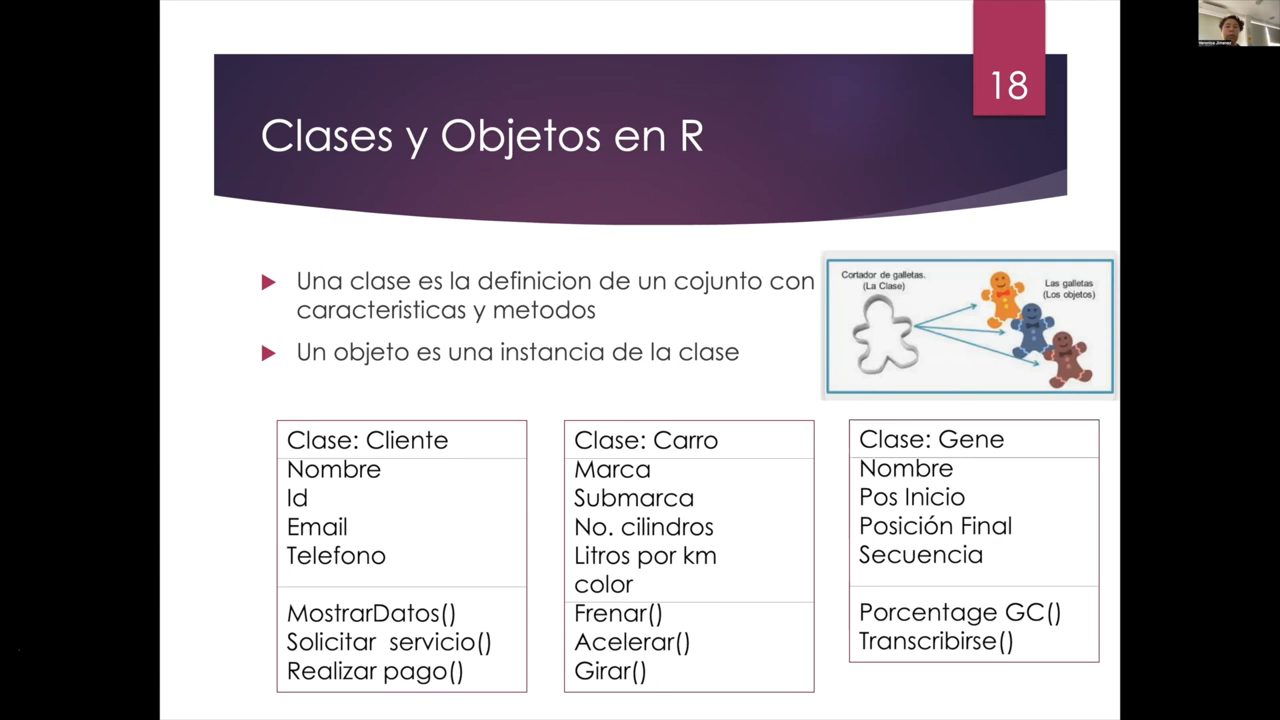 18
Clases y Objetos en R
Una clase es la definicion de un cojunto con
caracteristicas y metodos
Un objeto es una instancia de la clase
Cortador de galletas.
(La Clase)
Las galletas
(Los objetos)
Clase: Cliente
Nombre
Id
Email
Telefono
MostrarDatos()
Solicitar servicio()
Realizar pago()
Clase: Carro
Marca
Submarca
No. cilindros
Litros por km
color
Frenar()
Acelerar()
Girar()
Clase: Gene
Nombre
Pos Inicio
Posición Final
Secuencia
Porcentage GC()
Transcribirse()